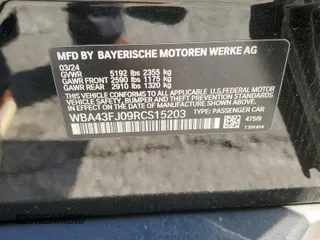 MFD BY BAYERISCHE MOTOREN WERKE AG
03/24
GVWR 5192 lbs 2355 kg
GAWR FRONT 2590 lbs 1175 kg
GAWR REAR 2910 lbs 1320 kg
THIS VEHICLE CONFORMS TO ALL APPLICABLE U.S. FEDERAL MOTOR
VEHICLE SAFETY, BUMPER AND THEFT PREVENTION STANDARDS
IN EFFECT ON THE DATE OF MANUFACTURE SHOWN ABOVE.
WBA43FJ09RCS15203
TYPE: PASSENGER CAR
475/9